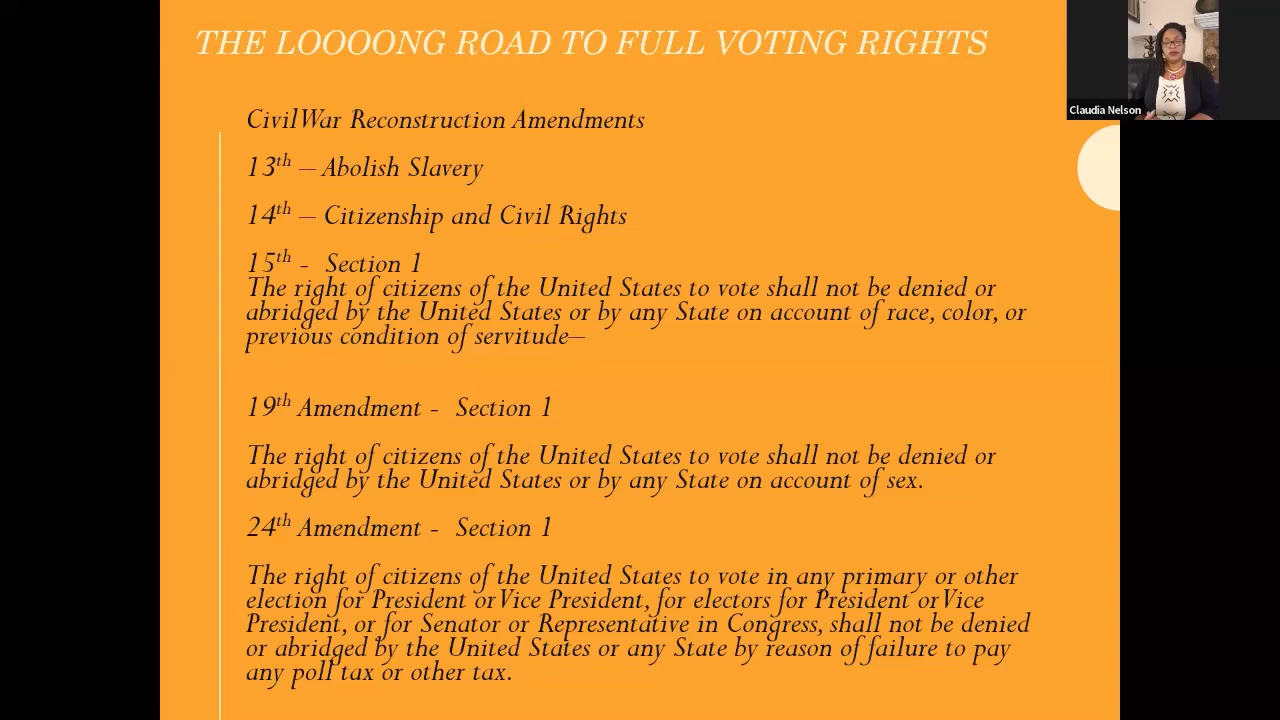 THE LOOOONG ROAD TO FULL VOTING RIGHTS
Claudia Nelson
Civil War Reconstruction Amendments
13th – Abolish Slavery
14th – Citizenship and Civil Rights
15th - Section 1
The right of citizens of the United States to vote shall not be denied or
abridged by the United States or by any State on account of race, color, or
previous condition of servitude—
19th Amendment - Section 1
The right of citizens of the United States to vote shall not be denied or
abridged by the United States or by any State on account of sex.
24th Amendment - Section 1
The right of citizens of the United States to vote in any primary or other
election for President or Vice President, for electors for President or Vice
President, or for Senator or Representative in Congress, shall not be denied
or abridged by the United States or any State by reason of failure to pay
any poll tax or other tax.